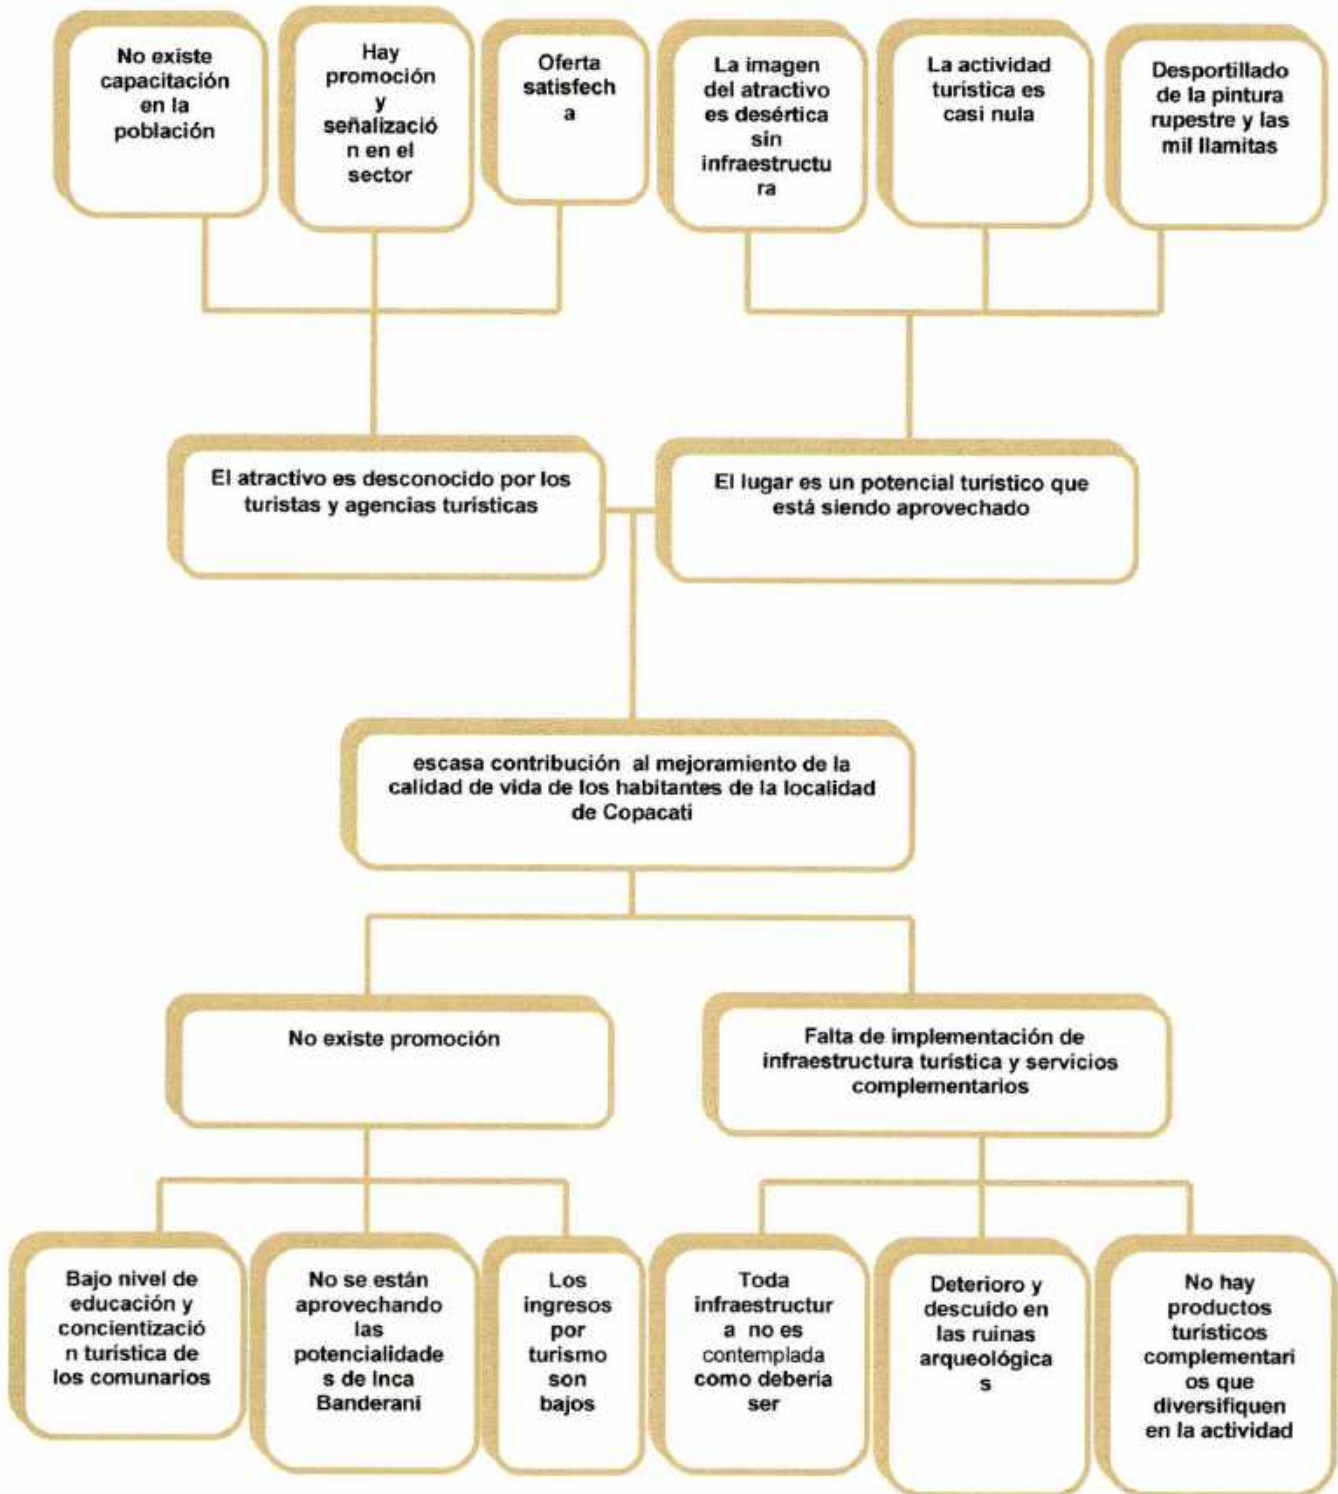 No existe
capacitación
en la
población
Hay
promoción
y
señalizació
n en el
sector
Oferta
satisfech
a
La imagen
del atractivo
es desértica
sin
infraestructu
ra
La actividad
turística es
casi nula
Desportillado
de la pintura
rupestre y las
mil llamitas
El atractivo es desconocido por los
turistas y agencias turísticas
El lugar es un potencial turístico que
está siendo aprovechado
escasa contribución al mejoramiento de la
calidad de vida de los habitantes de la localidad
de Copacati
No existe promoción
Falta de implementación de
infraestructura turística y servicios
complementarios
Bajo nivel de
educación y
concientizació
n turística de
los comunarios
No se están
aprovechando
las
potencialidade
s de Inca
Banderani
Los
ingresos
por
turismo
son
bajos
Toda
infraestructur
a no es
contemplada
como debería
ser
Deterioro y
descuido en
las ruinas
arqueológica
s
No hay
productos
turísticos
complementari
os que
diversifiquen
en la actividad